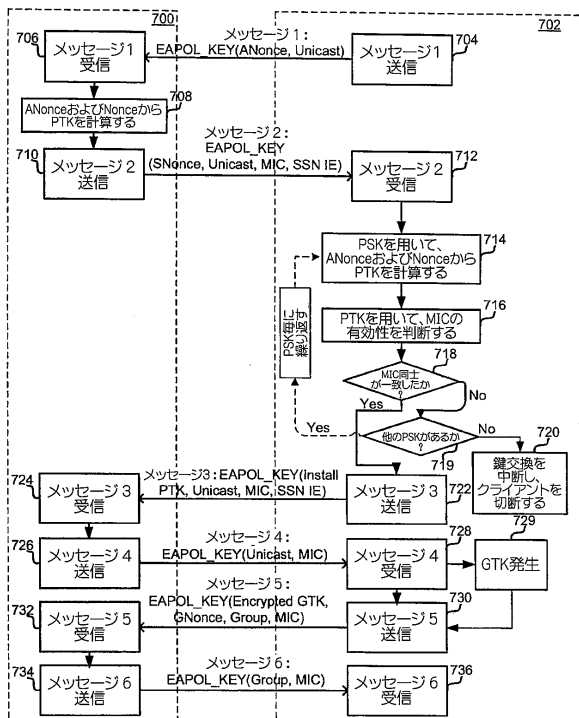 700
702
706
メッセージ1
受信
メッセージ1:
EAPOL_KEY(ANonce, Unicast)
704
メッセージ1
送信
708
ANonceおよびNonceから
PTKを計算する
710
メッセージ2
送信
メッセージ2:
EAPOL_KEY
(SNonce, Unicast, MIC, SSN IE)
712
メッセージ2
受信
714
PSKを用いて、
ANonceおよびNonceから
PTKを計算する
PSK毎に
繰り返す
716
PTKを用いて、MICの
有効性を判断する
718
MIC同士
が一致したか
?
No
Yes
Yes
他のPSKがあるか
?
719
No
720
鍵交換を
中断し、
クライアントを
切断する
724
メッセージ3
受信
メッセージ3:EAPOL_KEY(Install
PTK, Unicast, MIC, SSN IE)
メッセージ3
送信
722
726
メッセージ4
送信
メッセージ4:
EAPOL_KEY(Unicast, MIC)
728
メッセージ4
受信
729
GTK発生
732
メッセージ5
受信
メッセージ5:
EAPOL_KEY(Encrypted GTK,
GNonce, Group, MIC)
730
メッセージ5
送信
734
メッセージ6
送信
メッセージ6:
EAPOL_KEY(Group, MIC)
736
メッセージ6
受信